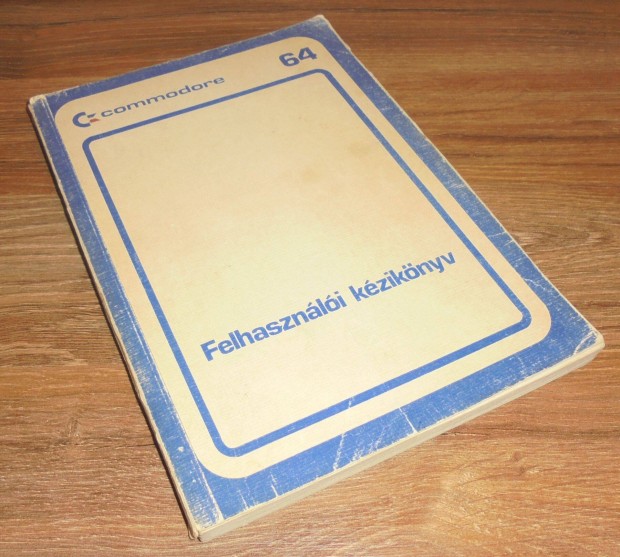 commodore 64
Felhasználói kézikönyv